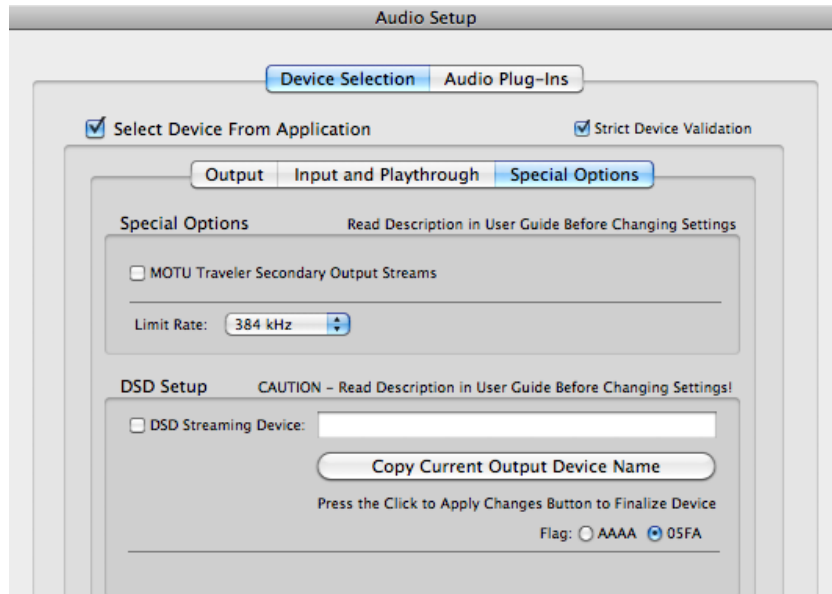 Audio Setup
Device Selection Audio Plug-Ins
Select Device From Application Strict Device Validation
Output Input and Playthrough Special Options
Special Options Read Description in User Guide Before Changing Settings
MOTU Traveler Secondary Output Streams
Limit Rate: 384 kHz
DSD Setup CAUTION - Read Description in User Guide Before Changing Settings!
DSD Streaming Device:
Copy Current Output Device Name
Press the Click to Apply Changes Button to Finalize Device
Flag: AAAA 05FA